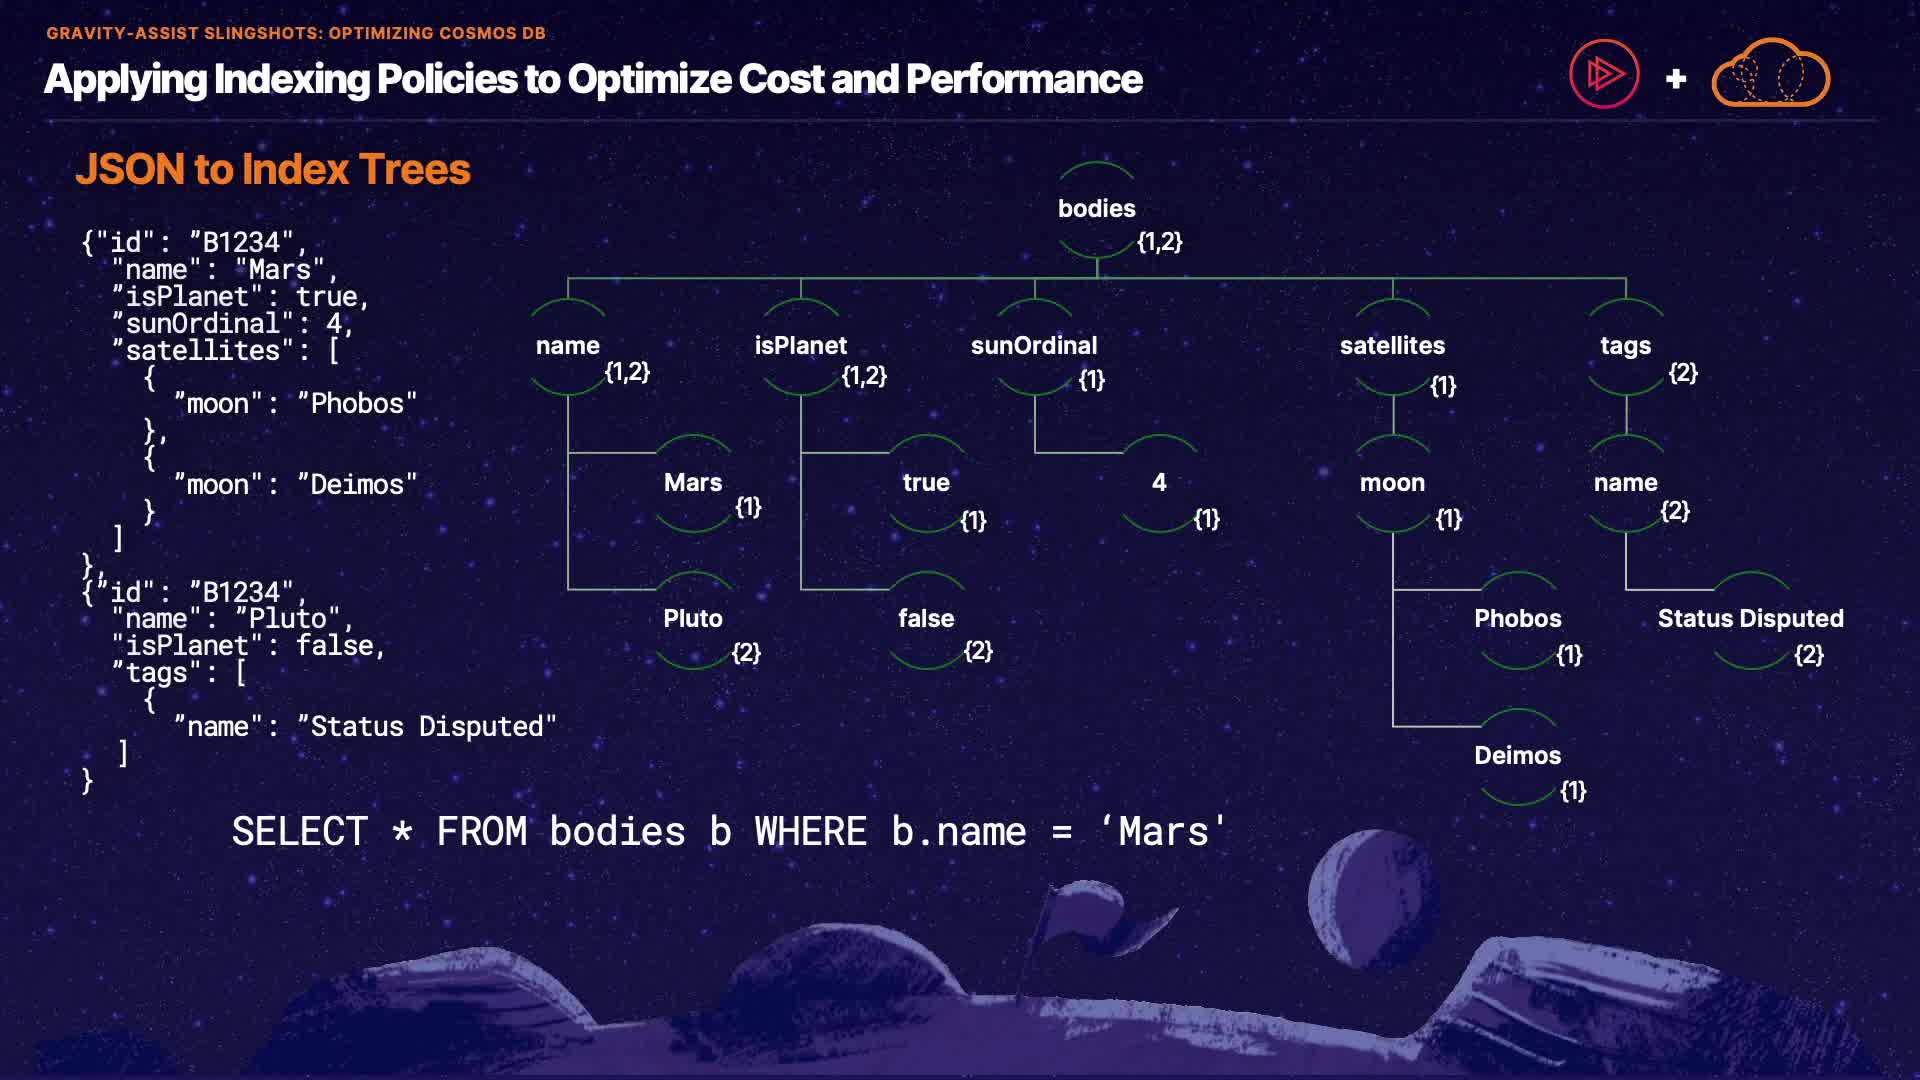 GRAVITY-ASSIST SLINGSHOTS: OPTIMIZING COSMOS DB
Applying Indexing Policies to Optimize Cost and Performance
+
JSON to Index Trees
{"id": ”B1234",
"name": "Mars",
”isPlanet": true,
”sunOrdinal": 4,
”satellites": [
{
”moon": ”Phobos"
},
{
”moon": ”Deimos"
}
]
},
{”id": ”B1234",
"name": ”Pluto",
"isPlanet": false,
”tags": [
{
”name": ”Status Disputed"
]
}
bodies
{1,2}
name
{1,2}
isPlanet
{1,2}
sunOrdinal
{1}
satellites
{1}
tags
{2}
Mars
{1}
true
{1}
4
{1}
moon
{1}
name
{2}
Pluto
{2}
false
{2}
Phobos
{1}
Status Disputed
{2}
Deimos
{1}
SELECT * FROM bodies b WHERE b.name = ‘Mars'